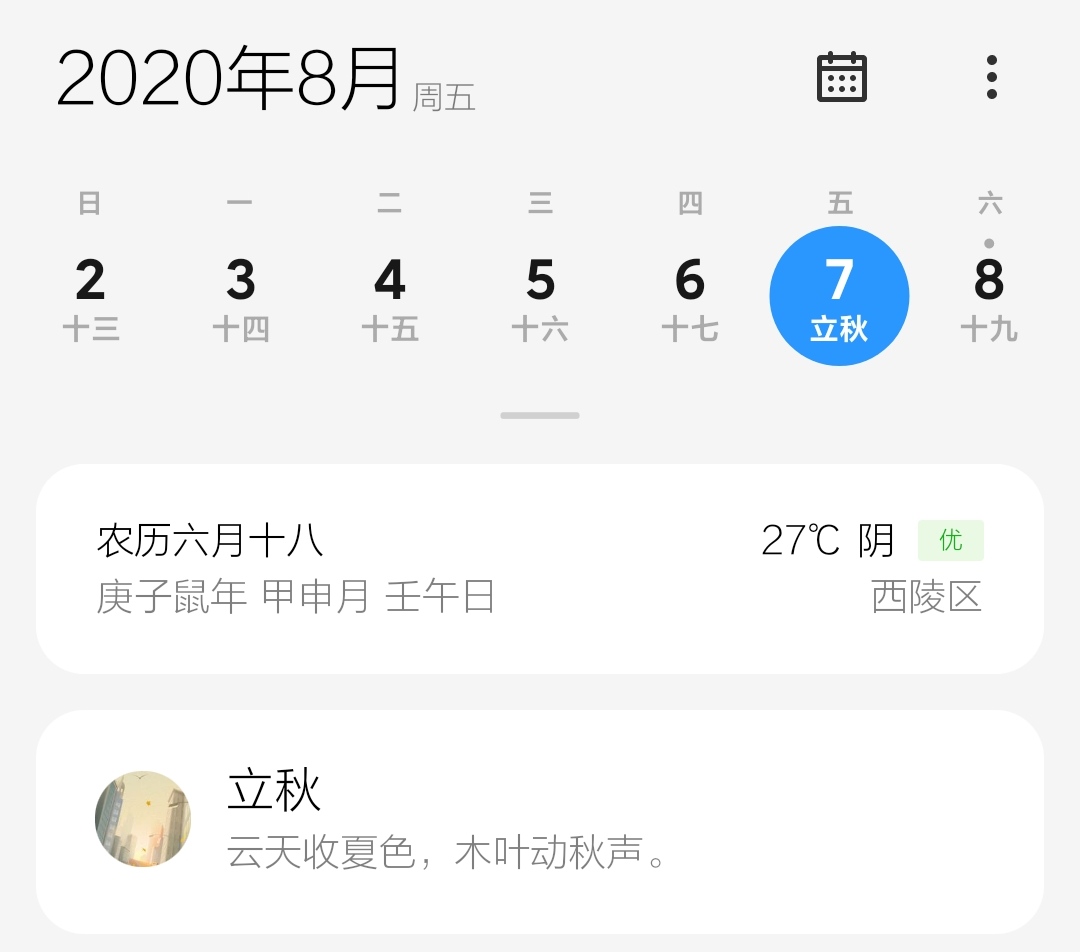 2020年8月 周五
日 一 二 三 四 五 六
2 3 4 5 6 7 8
十三 十四 十五 十六 十七 立秋 十九
农历六月十八 27℃ 阴 优
庚子鼠年 甲申月 壬午日 西陵区
立秋
云天收夏色，木叶动秋声。